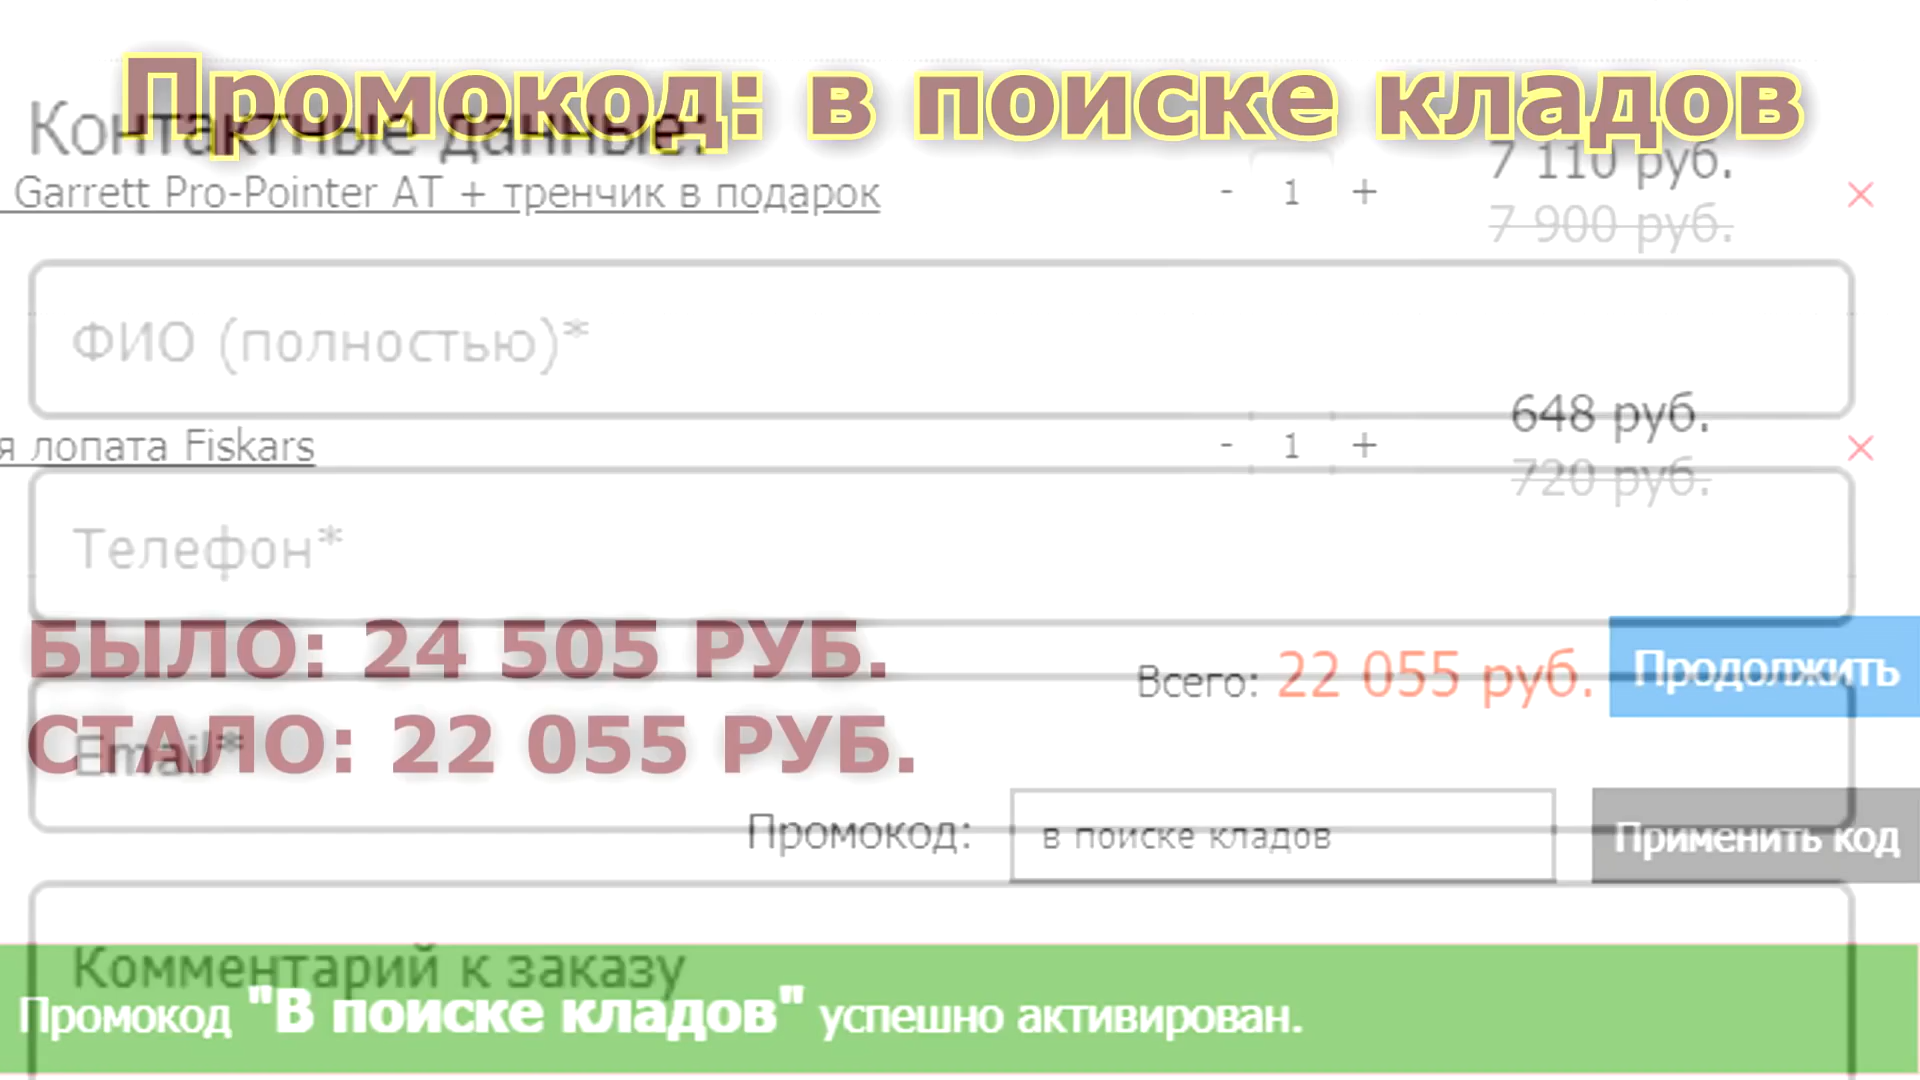 Промокод: в поиске кладов
Контактные данные:
Garrett Pro-Pointer AT + тренчик в подарок
- 1 +
7 110 руб.
7 900 руб.
ФИО (полностью)*
я лопата Fiskars
- 1 +
648 руб.
720 руб.
Телефон*
БЫЛО: 24 505 РУБ.
Всего: 22 055 руб.
Продолжить
СТАЛО: 22 055 РУБ.
Email*
Промокод:
в поиске кладов
Применить код
Комментарий к заказу
Промокод "В поиске кладов" успешно активирован.